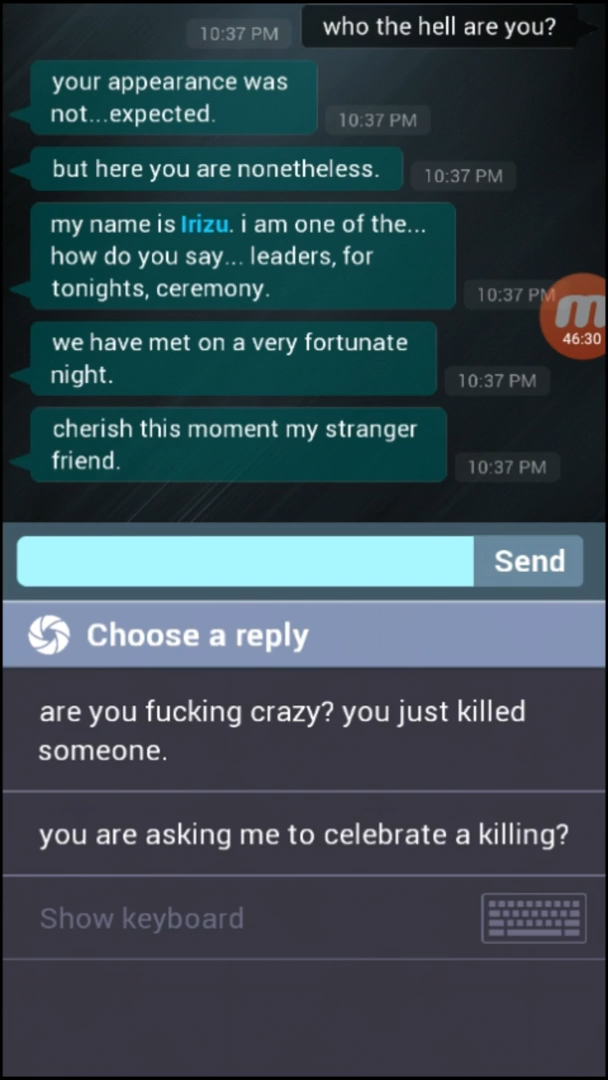 who the hell are you?
10:37 PM
your appearance was
not...expected.
10:37 PM
but here you are nonetheless.
10:37 PM
my name is Irizu. i am one of the...
how do you say... leaders, for
tonights, ceremony.
10:37 PM
m
46:30
we have met on a very fortunate
night.
10:37 PM
cherish this moment my stranger
friend.
10:37 PM
Send
Choose a reply
are you fucking crazy? you just killed
someone.
you are asking me to celebrate a killing?
Show keyboard